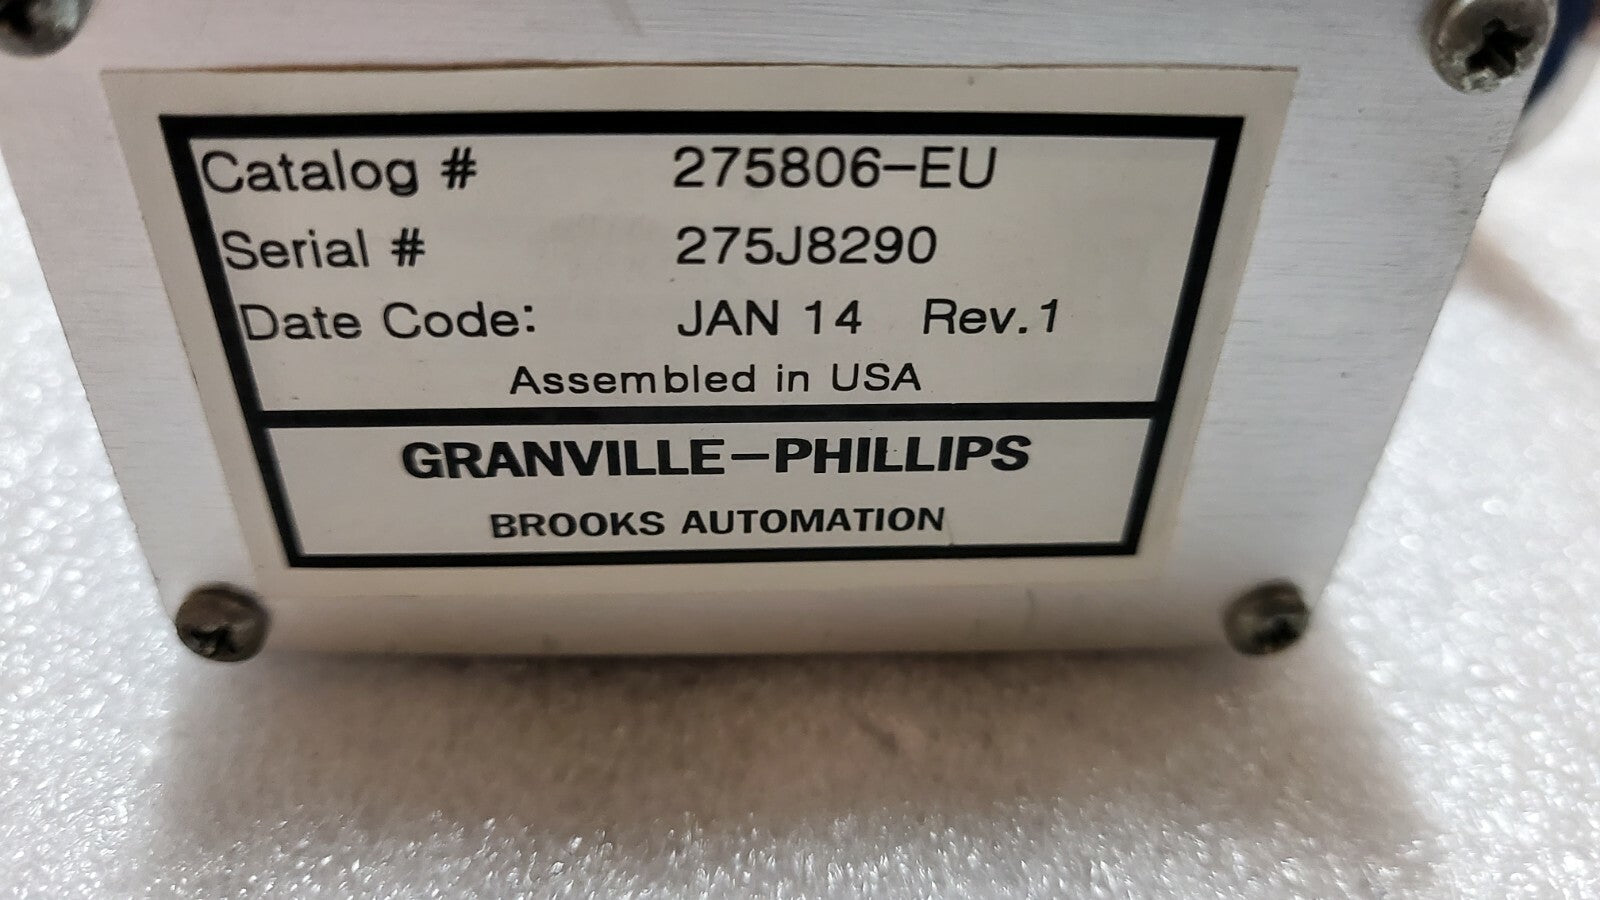 Catalog # 275806-EU
Serial # 275J8290
Date Code: JAN 14 Rev.1
Assembled in USA
GRANVILLE-PHILLIPS
BROOKS AUTOMATION